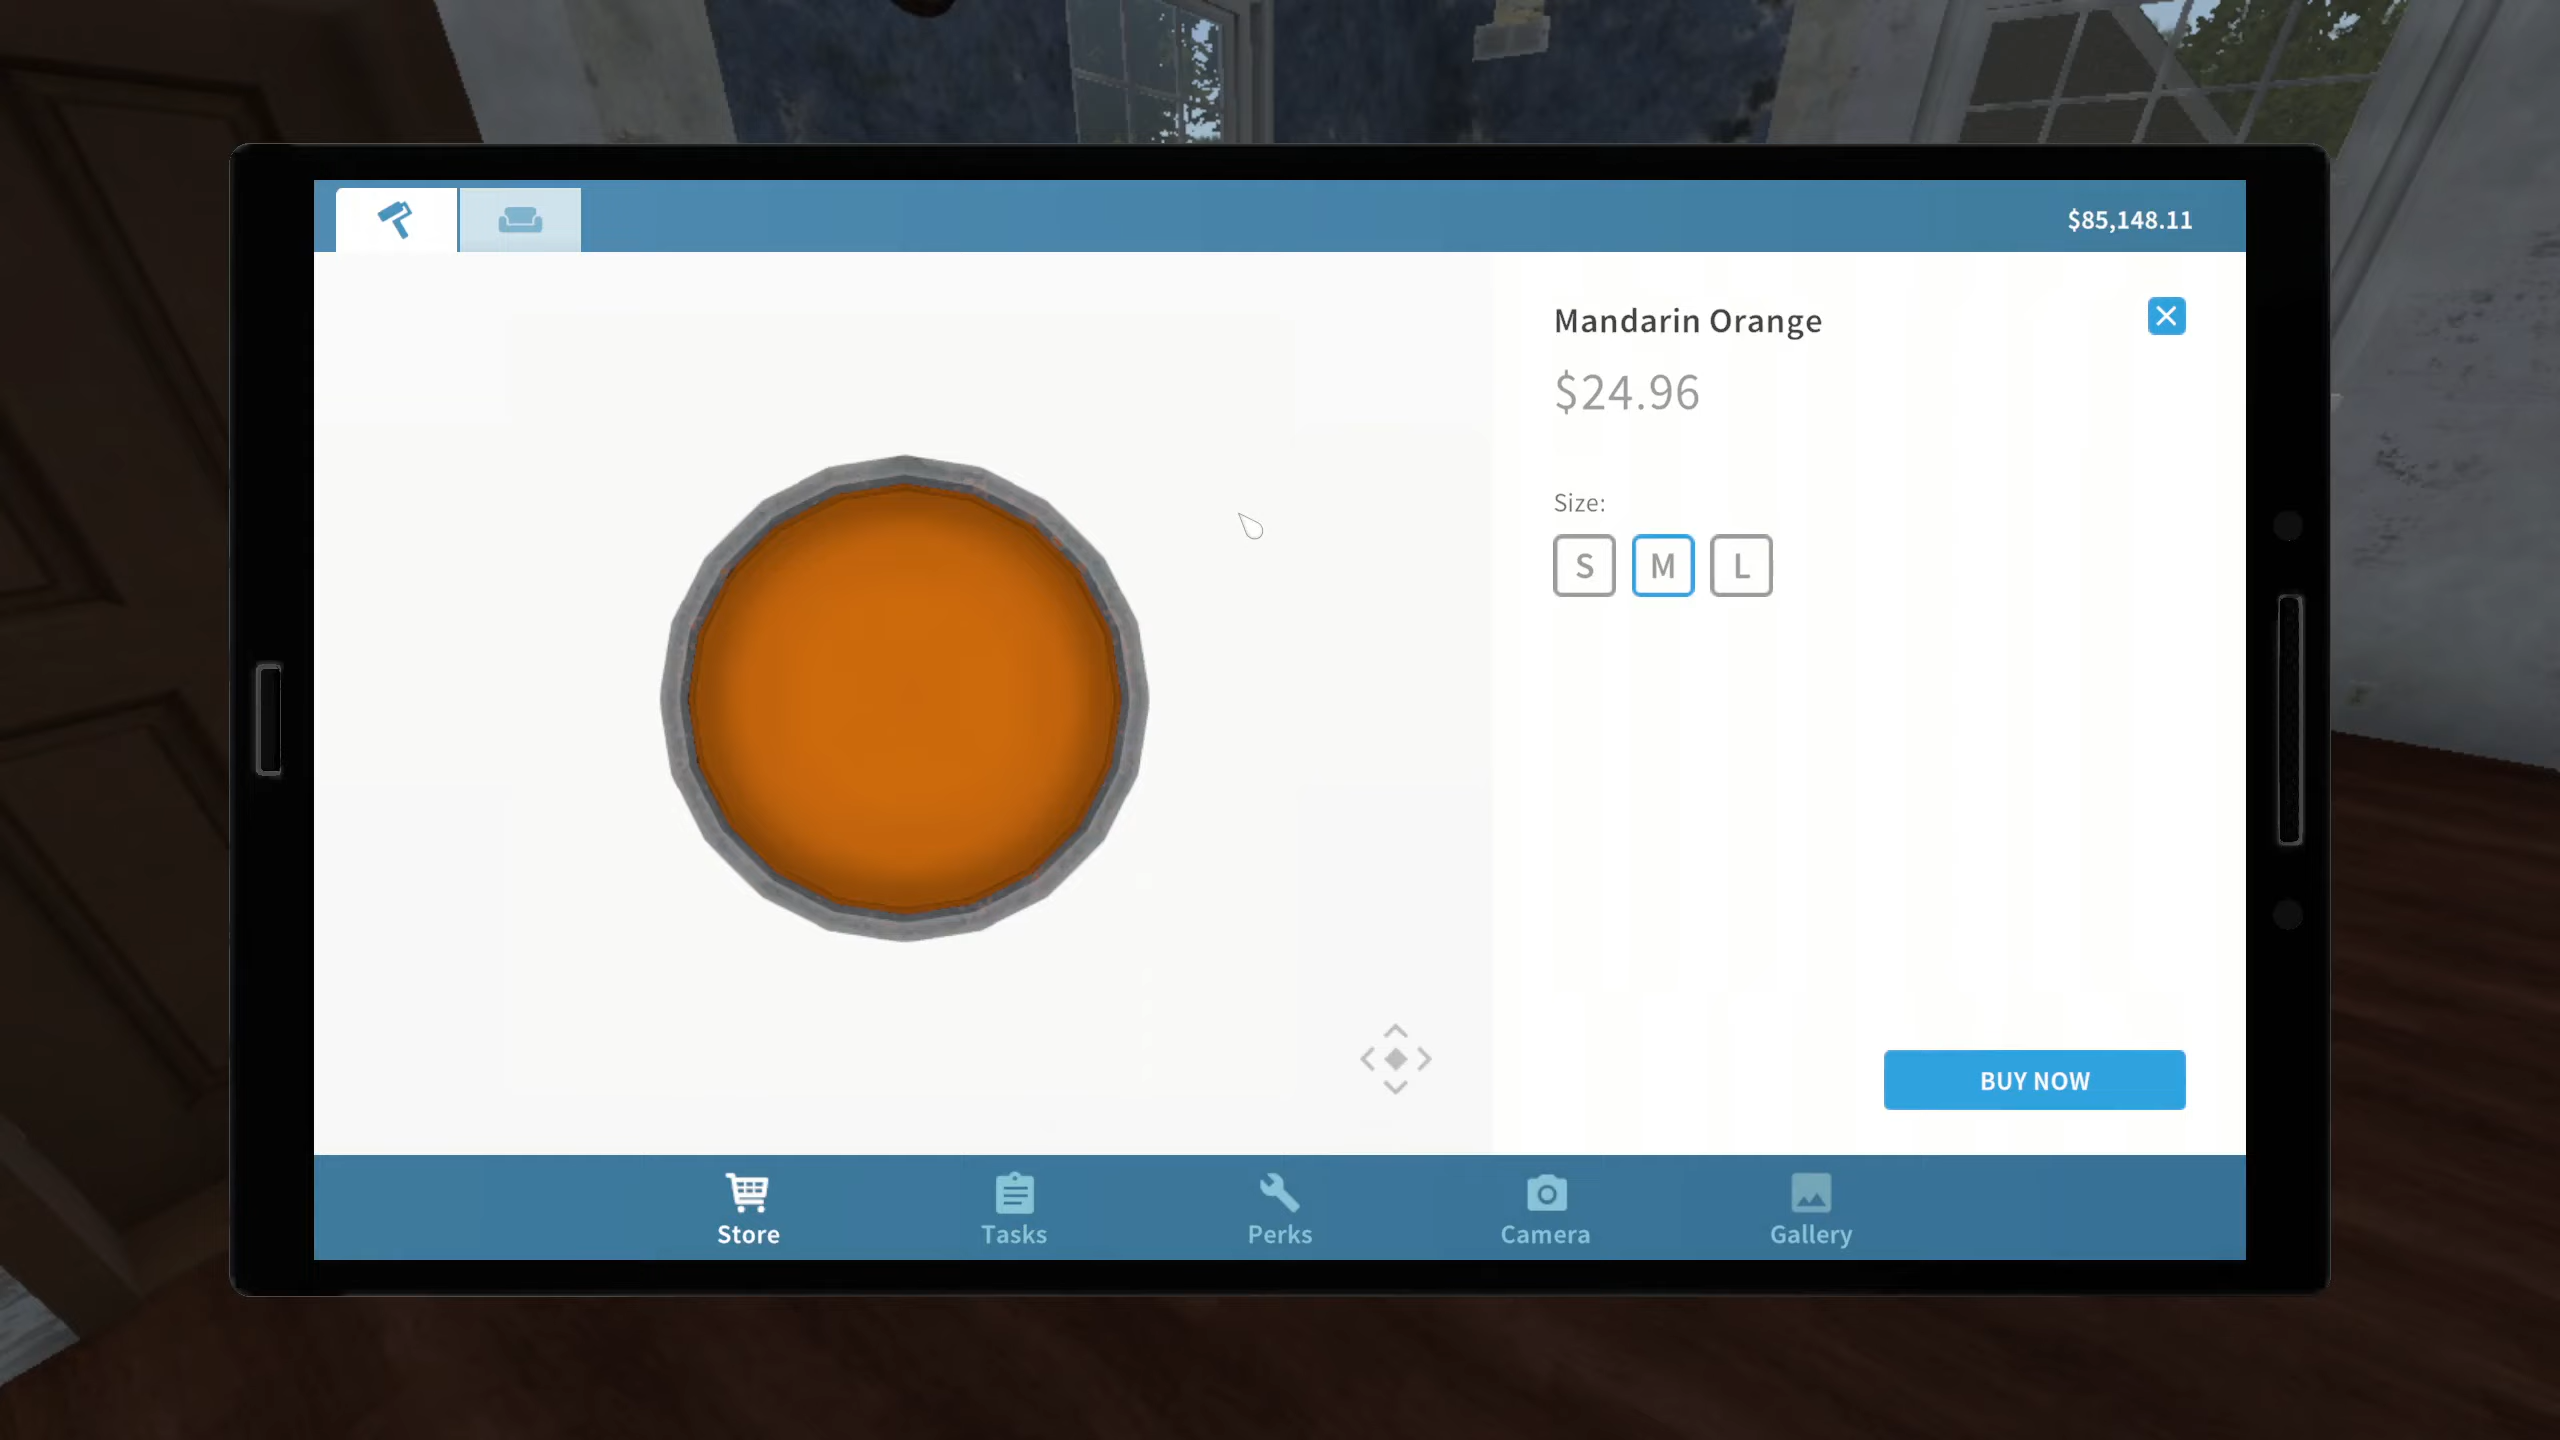 $85,148.11
Mandarin Orange
$24.96
Size:
S M L
BUY NOW
Store Tasks Perks Camera Gallery